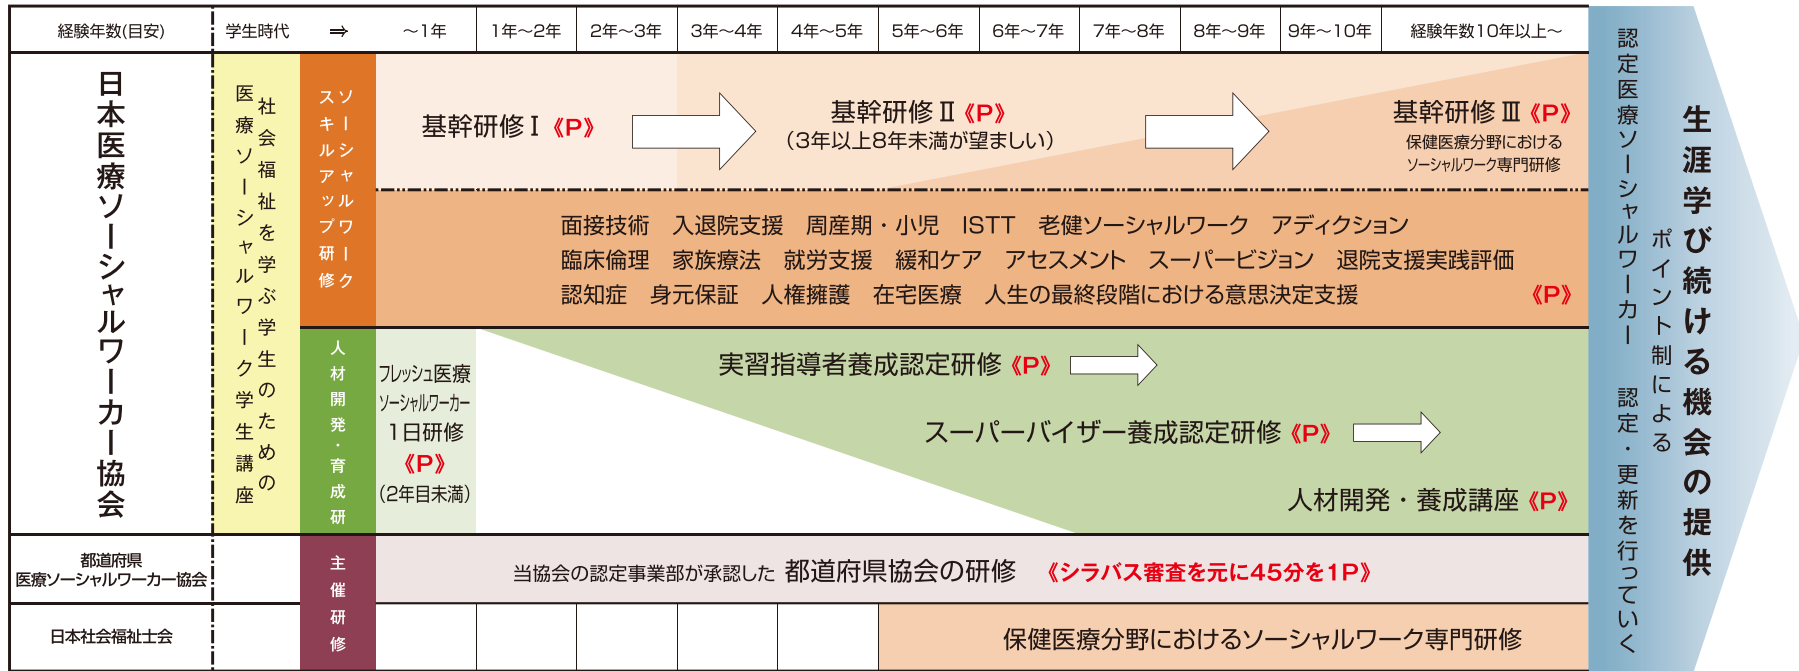 経験年数(目安)
学生時代
⇒
～1年
1年～2年
2年～3年
3年～4年
4年～5年
5年～6年
6年～7年
7年～8年
8年～9年
9年～10年
経験年数10年以上～
日本医療ソーシャルワーカー協会
社会福祉を学ぶ学生のための
医療ソーシャルワーク学生講座
ソーシャルワーク
スキルアップ研修
基幹研修Ⅰ《P》
基幹研修Ⅱ《P》
（3年以上8年未満が望ましい）
基幹研修Ⅲ《P》
保健医療分野における
ソーシャルワーク専門研修
面接技術　入退院支援　周産期・小児　ISTT　老健ソーシャルワーク　アディクション
臨床倫理　家族療法　就労支援　緩和ケア　アセスメント　スーパービジョン　退院支援実践評価
認知症　身元保証　人権擁護　在宅医療　人生の最終段階における意思決定支援　《P》
人材開発・育成研
フレッシュ医療
ソーシャルワーカー
1日研修
《P》
（2年目未満）
実習指導者養成認定研修《P》
スーパーバイザー養成認定研修《P》
人材開発・養成講座《P》
都道府県
医療ソーシャルワーカー協会
主催研修
当協会の認定事業部が承認した 都道府県協会の研修　《シラバス審査を元に45分を1P》
日本社会福祉士会
保健医療分野におけるソーシャルワーク専門研修
生涯学び続ける機会の提供
ポイント制による
認定医療ソーシャルワーカー　認定・更新を行っていく